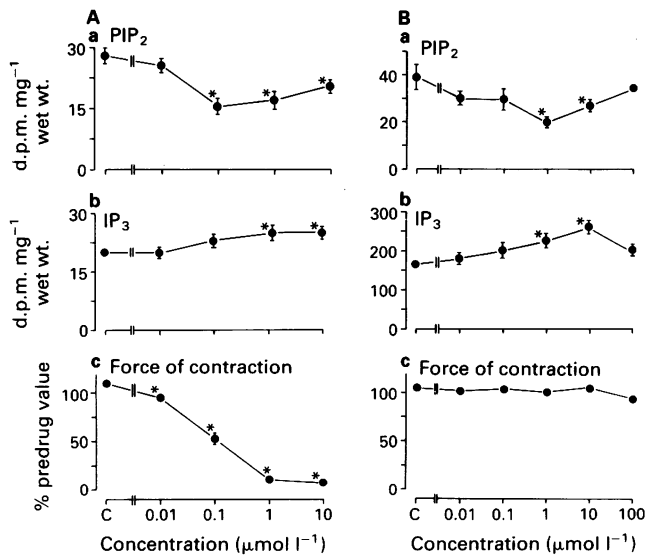 A
a PIP2
30
15
0
d.p.m. mg−1
wet wt.
*
*
*
b IP3
30
15
0
d.p.m. mg−1
wet wt.
*
*
c Force of contraction
100
50
0
% predrug value
*
*
*
*
C 0.01 0.1 1 10
Concentration (μmol l−1)
B
a PIP2
40
20
0
*
*
b IP3
300
200
100
0
*
*
c Force of contraction
100
50
0
C 0.01 0.1 1 10 100
Concentration (μmol l−1)